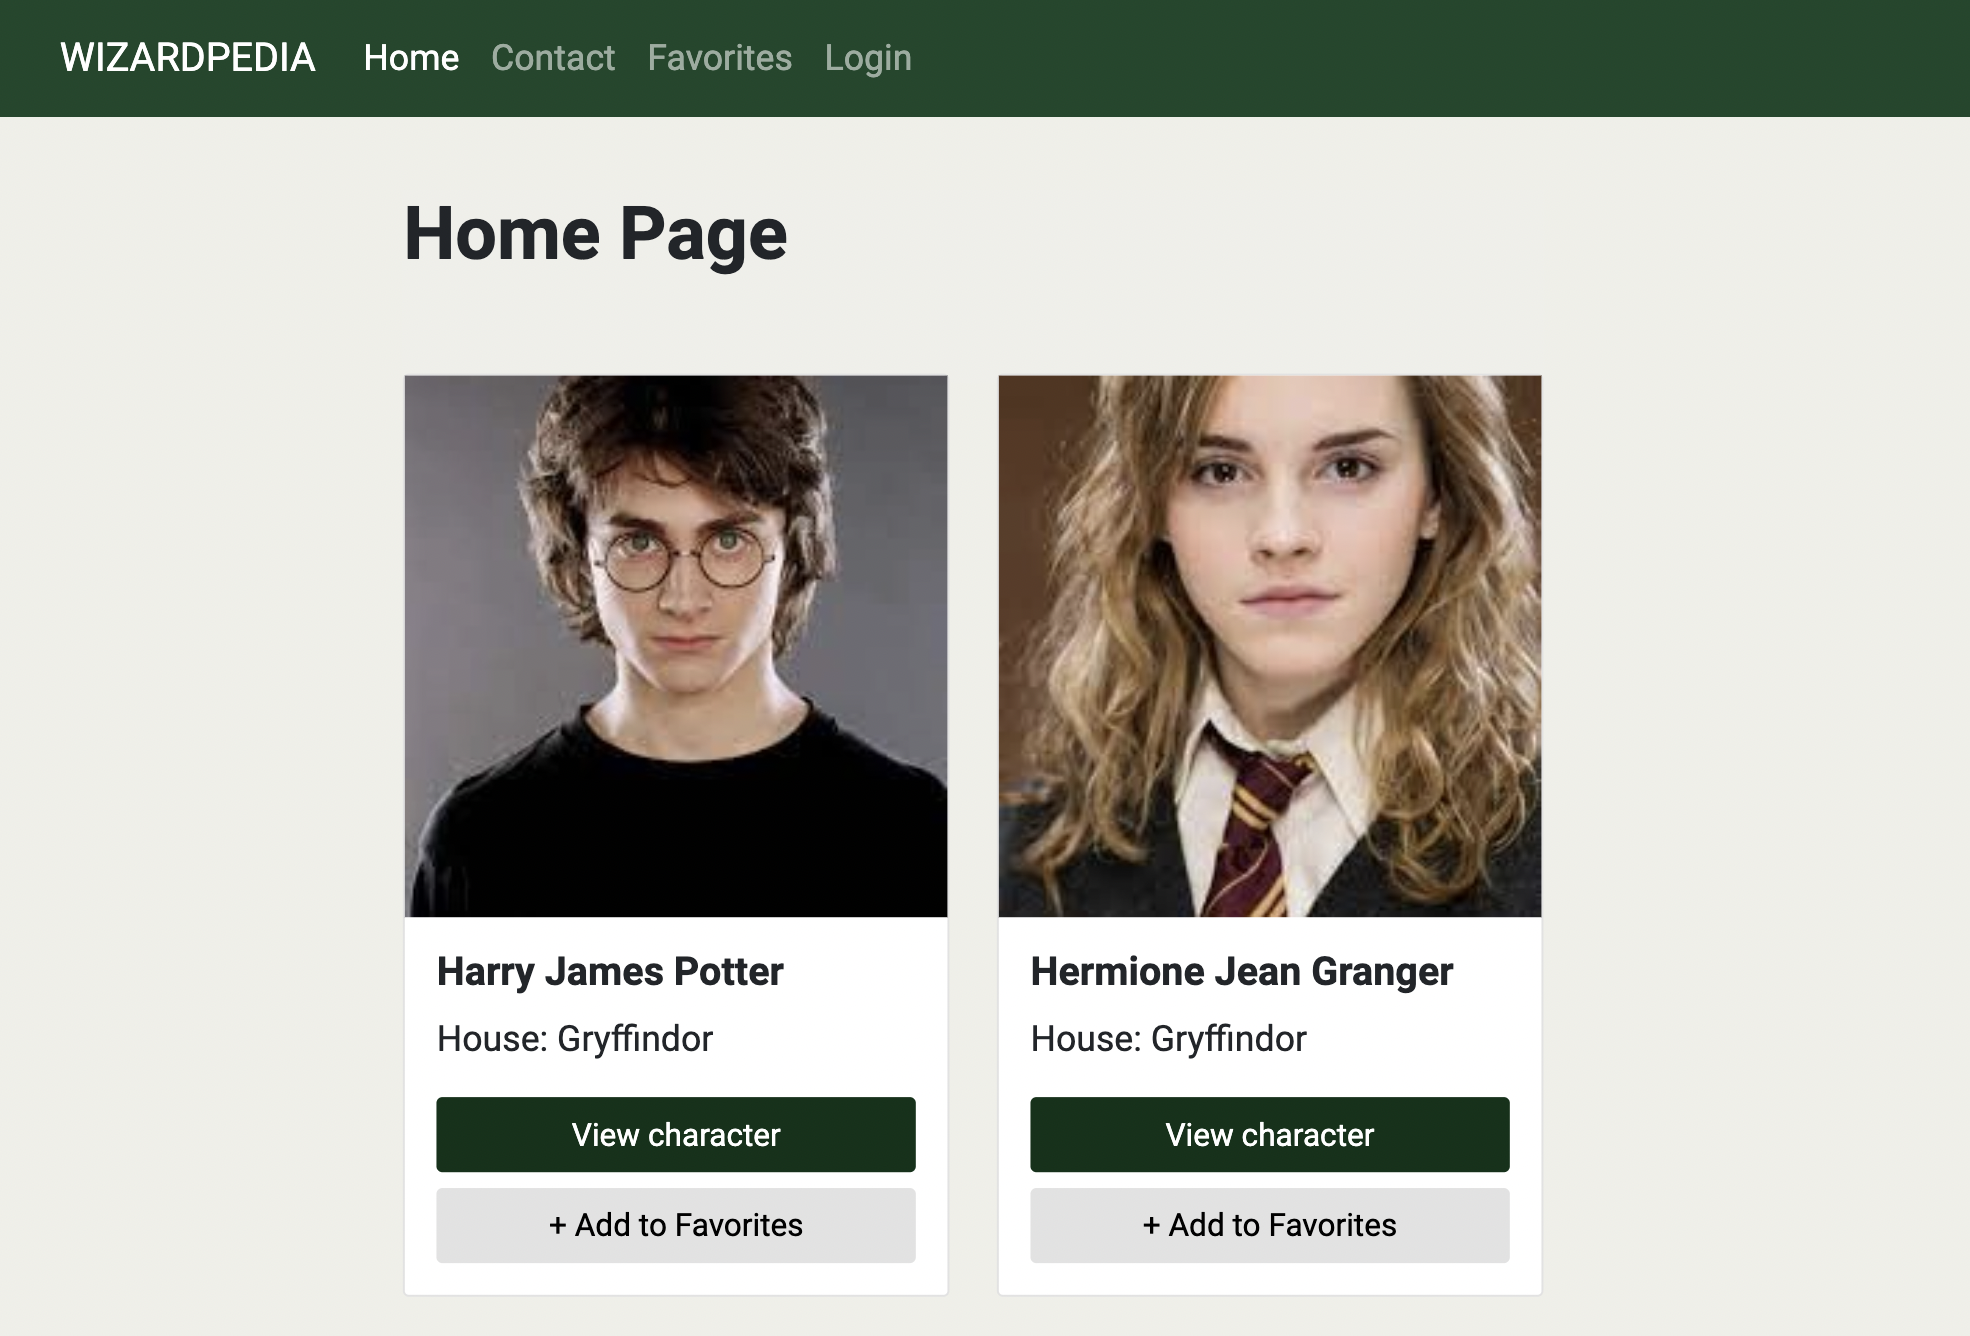 WIZARDPEDIA Home Contact Favorites Login
Home Page
Harry James Potter
House: Gryffindor
View character
+ Add to Favorites
Hermione Jean Granger
House: Gryffindor
View character
+ Add to Favorites